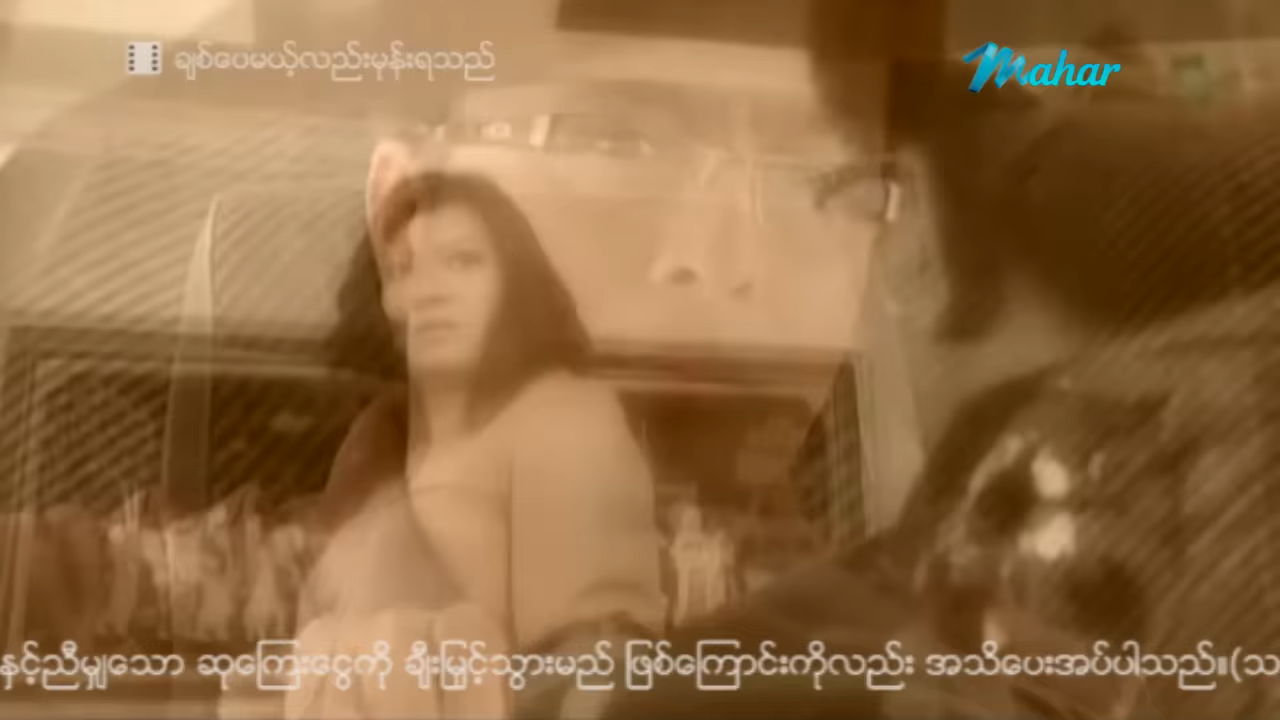 ချစ်ပေမယ့်လည်းမုန်းရသည်
Mahar
နှင့်ညီမျှသော ဆုကြေးငွေကို ချီးမြှင့်သွားမည် ဖြစ်ကြောင်းကိုလည်း အသိပေးအပ်ပါသည်။(သ